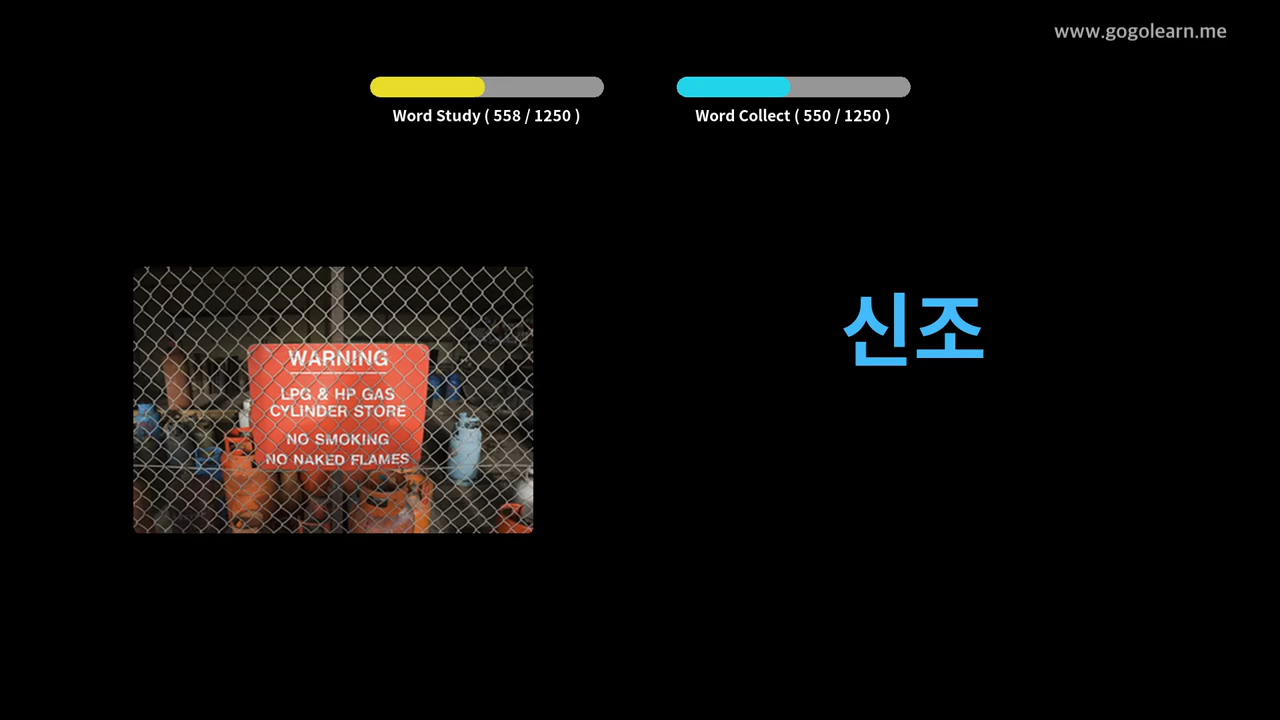 www.gogolearn.me
Word Study ( 558 / 1250 )
Word Collect ( 550 / 1250 )
WARNING
LPG & HP GAS
CYLINDER STORE
NO SMOKING
NO NAKED FLAMES
신조